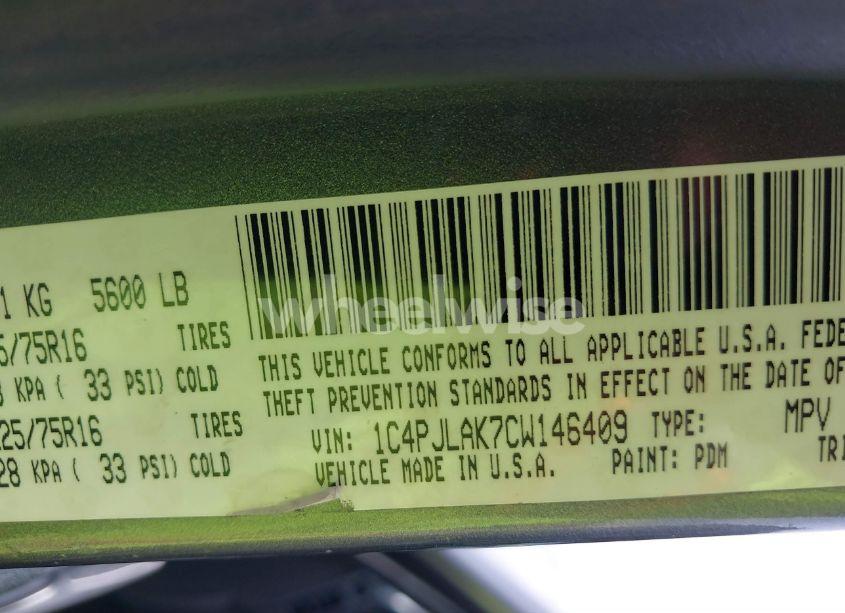 1 KG 5600 LB
5/75R16 TIRES
KPA ( 33 PSI) COLD
25/75R16 TIRES
28 KPA ( 33 PSI) COLD
wheelwise
THIS VEHICLE CONFORMS TO ALL APPLICABLE U.S.A. FEDE
THEFT PREVENTION STANDARDS IN EFFECT ON THE DATE OF
VIN: 1C4PJLAK7CW146409 TYPE: MPV
VEHICLE MADE IN U.S.A. PAINT: PDM TRI